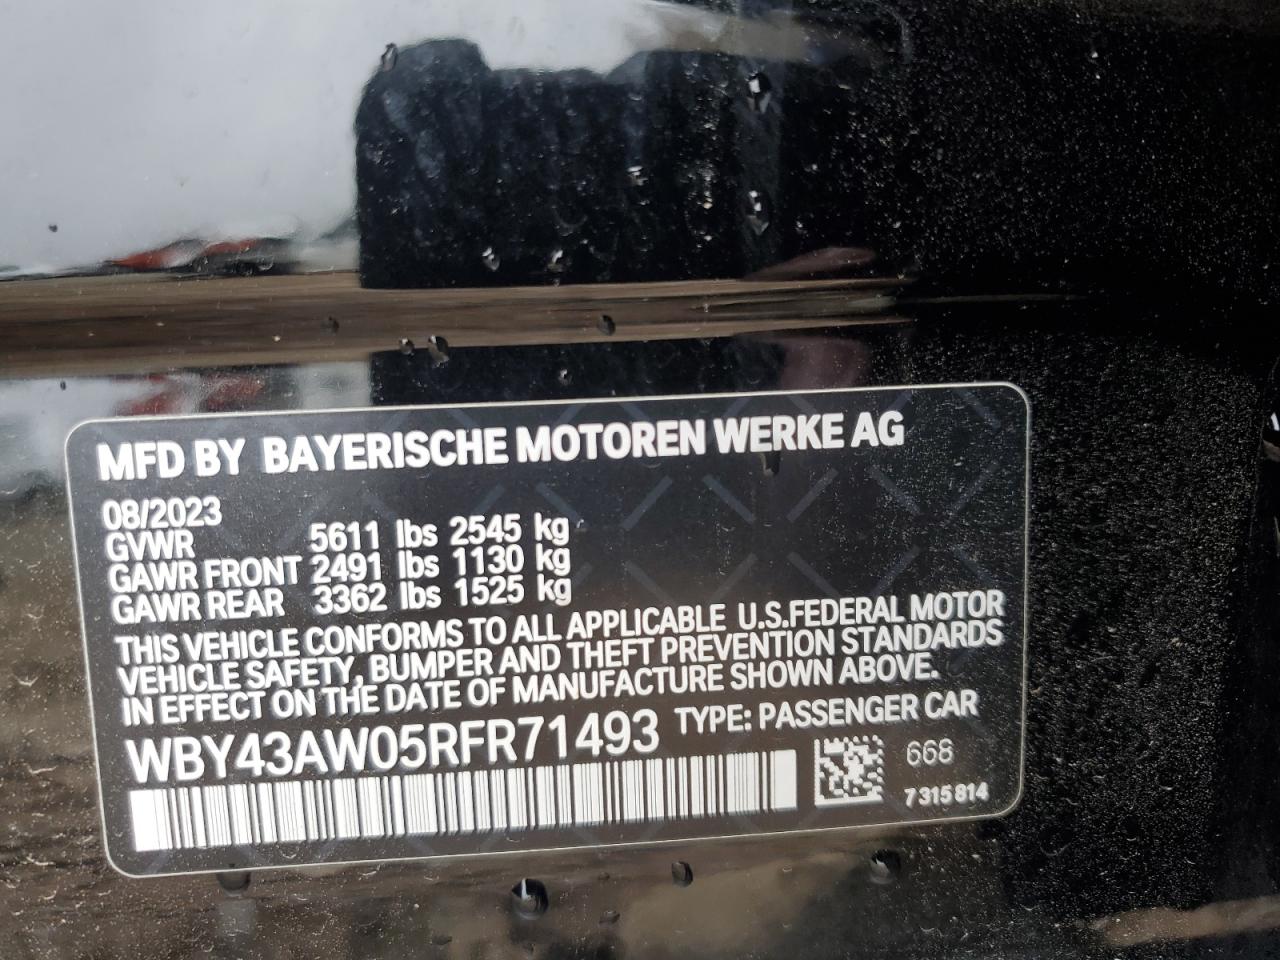 MFD BY BAYERISCHE MOTOREN WERKE AG
08/2023
GVWR 5611 lbs 2545 kg
GAWR FRONT 2491 lbs 1130 kg
GAWR REAR 3362 lbs 1525 kg
THIS VEHICLE CONFORMS TO ALL APPLICABLE U.S.FEDERAL MOTOR
VEHICLE SAFETY, BUMPER AND THEFT PREVENTION STANDARDS
IN EFFECT ON THE DATE OF MANUFACTURE SHOWN ABOVE.
WBY43AW05RFR71493 TYPE: PASSENGER CAR
668
7 315 814